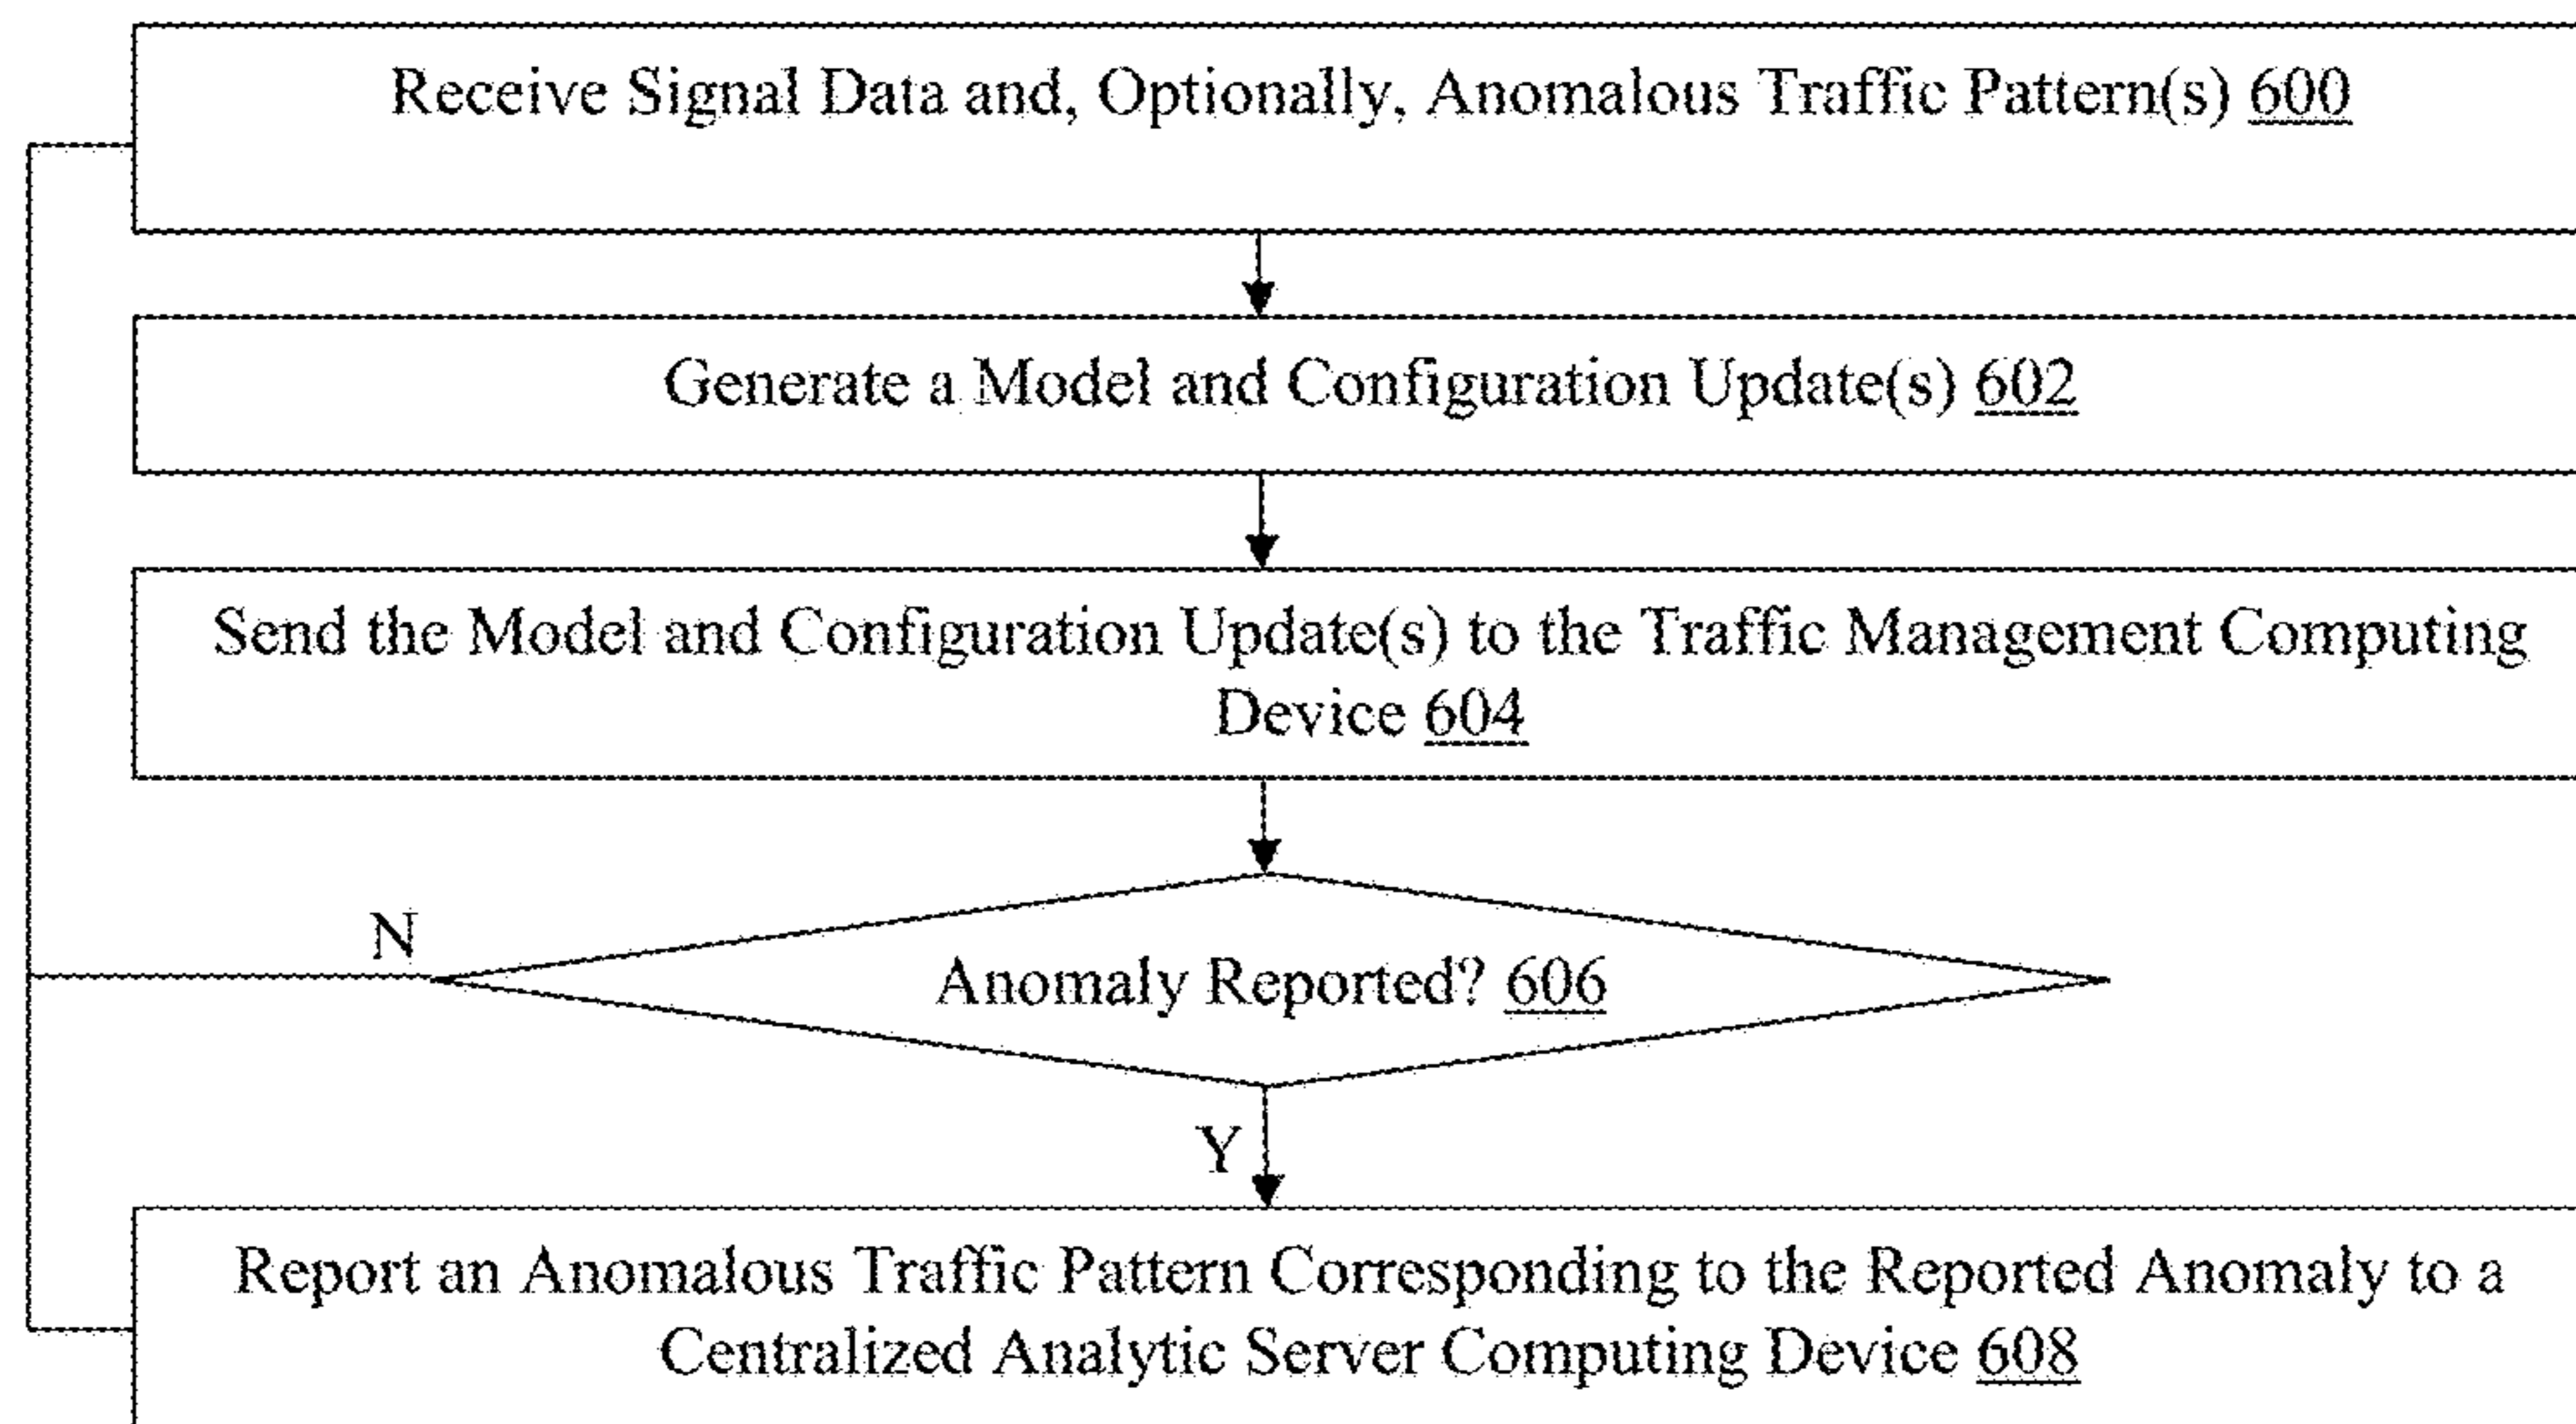 Receive Signal Data and, Optionally, Anomalous Traffic Pattern(s) 600
Generate a Model and Configuration Update(s) 602
Send the Model and Configuration Update(s) to the Traffic Management Computing
Device 604
N
Anomaly Reported? 606
Y
Report an Anomalous Traffic Pattern Corresponding to the Reported Anomaly to a
Centralized Analytic Server Computing Device 608